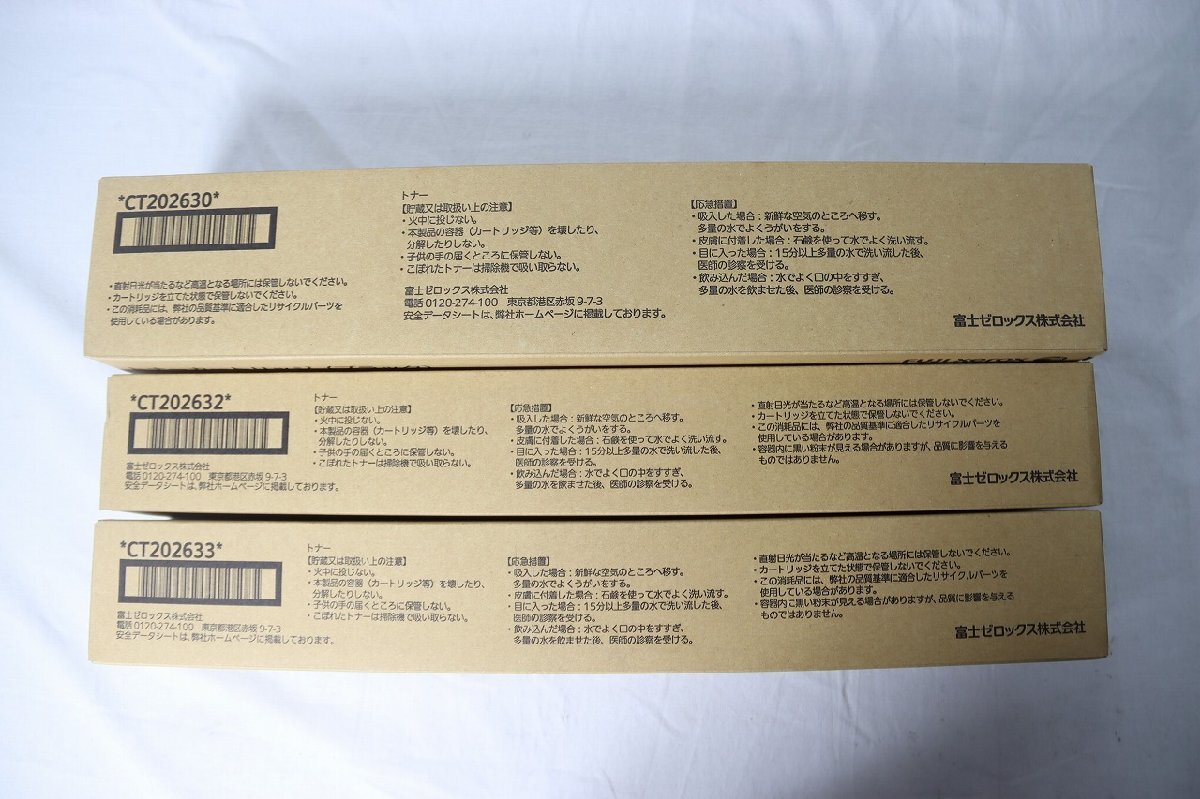 *CT202630*
・直射日光が当たるなど高温となる場所には保管しないでください。
・カートリッジを立てた状態で保管しないでください。
・この消耗品には、弊社の品質基準に適合したリサイクルパーツを
使用している場合があります。
トナー
【貯蔵又は取扱い上の注意】
・火中に投じない。
・本製品の容器（カートリッジ等）を壊したり、
分解したりしない。
・子供の手の届くところに保管しない。
・こぼれたトナーは掃除機で吸い取らない。
富士ゼロックス株式会社
電話 0120-274-100 東京都港区赤坂 9-7-3
安全データシートは、弊社ホームページに掲載しております。
【応急措置】
・吸入した場合：新鮮な空気のところへ移す。
多量の水でよくうがいをする。
・皮膚に付着した場合：石鹸を使って水でよく洗い流す。
・目に入った場合：15分以上多量の水で洗い流した後、
医師の診察を受ける。
・飲み込んだ場合：水でよく口の中をすすぎ、
多量の水を飲ませた後、医師の診察を受ける。
富士ゼロックス株式会社
*CT202632*
富士ゼロックス株式会社
電話 0120-274-100 東京都港区赤坂 9-7-3
安全データシートは、弊社ホームページに掲載しております。
トナー
【貯蔵又は取扱い上の注意】
・火中に投じない。
・本製品の容器（カートリッジ等）を壊したり、
分解したりしない。
・子供の手の届くところに保管しない。
・こぼれたトナーは掃除機で吸い取らない。
【応急措置】
・吸入した場合：新鮮な空気のところへ移す。
多量の水でよくうがいをする。
・皮膚に付着した場合：石鹸を使って水でよく洗い流す。
・目に入った場合：15分以上多量の水で洗い流した後、
医師の診察を受ける。
・飲み込んだ場合：水でよく口の中をすすぎ、
多量の水を飲ませた後、医師の診察を受ける。
・直射日光が当たるなど高温となる場所には保管しないでください。
・カートリッジを立てた状態で保管しないでください。
・この消耗品には、弊社の品質基準に適合したリサイクルパーツを
使用している場合があります。
・容器内に黒い粉末が見える場合がありますが、品質に影響を与える
ものではありません。
富士ゼロックス株式会社
*CT202633*
富士ゼロックス株式会社
電話 0120-274-100 東京都港区赤坂 9-7-3
安全データシートは、弊社ホームページに掲載しております。
トナー
【貯蔵又は取扱い上の注意】
・火中に投じない。
・本製品の容器（カートリッジ等）を壊したり、
分解したりしない。
・子供の手の届くところに保管しない。
・こぼれたトナーは掃除機で吸い取らない。
【応急措置】
・吸入した場合：新鮮な空気のところへ移す。
多量の水でよくうがいをする。
・皮膚に付着した場合：石鹸を使って水でよく洗い流す。
・目に入った場合：15分以上多量の水で洗い流した後、
医師の診察を受ける。
・飲み込んだ場合：水でよく口の中をすすぎ、
多量の水を飲ませた後、医師の診察を受ける。
・直射日光が当たるなど高温となる場所には保管しないでください。
・カートリッジを立てた状態で保管しないでください。
・この消耗品には、弊社の品質基準に適合したリサイクルパーツを
使用している場合があります。
・容器内に黒い粉末が見える場合がありますが、品質に影響を与える
ものではありません。
富士ゼロックス株式会社